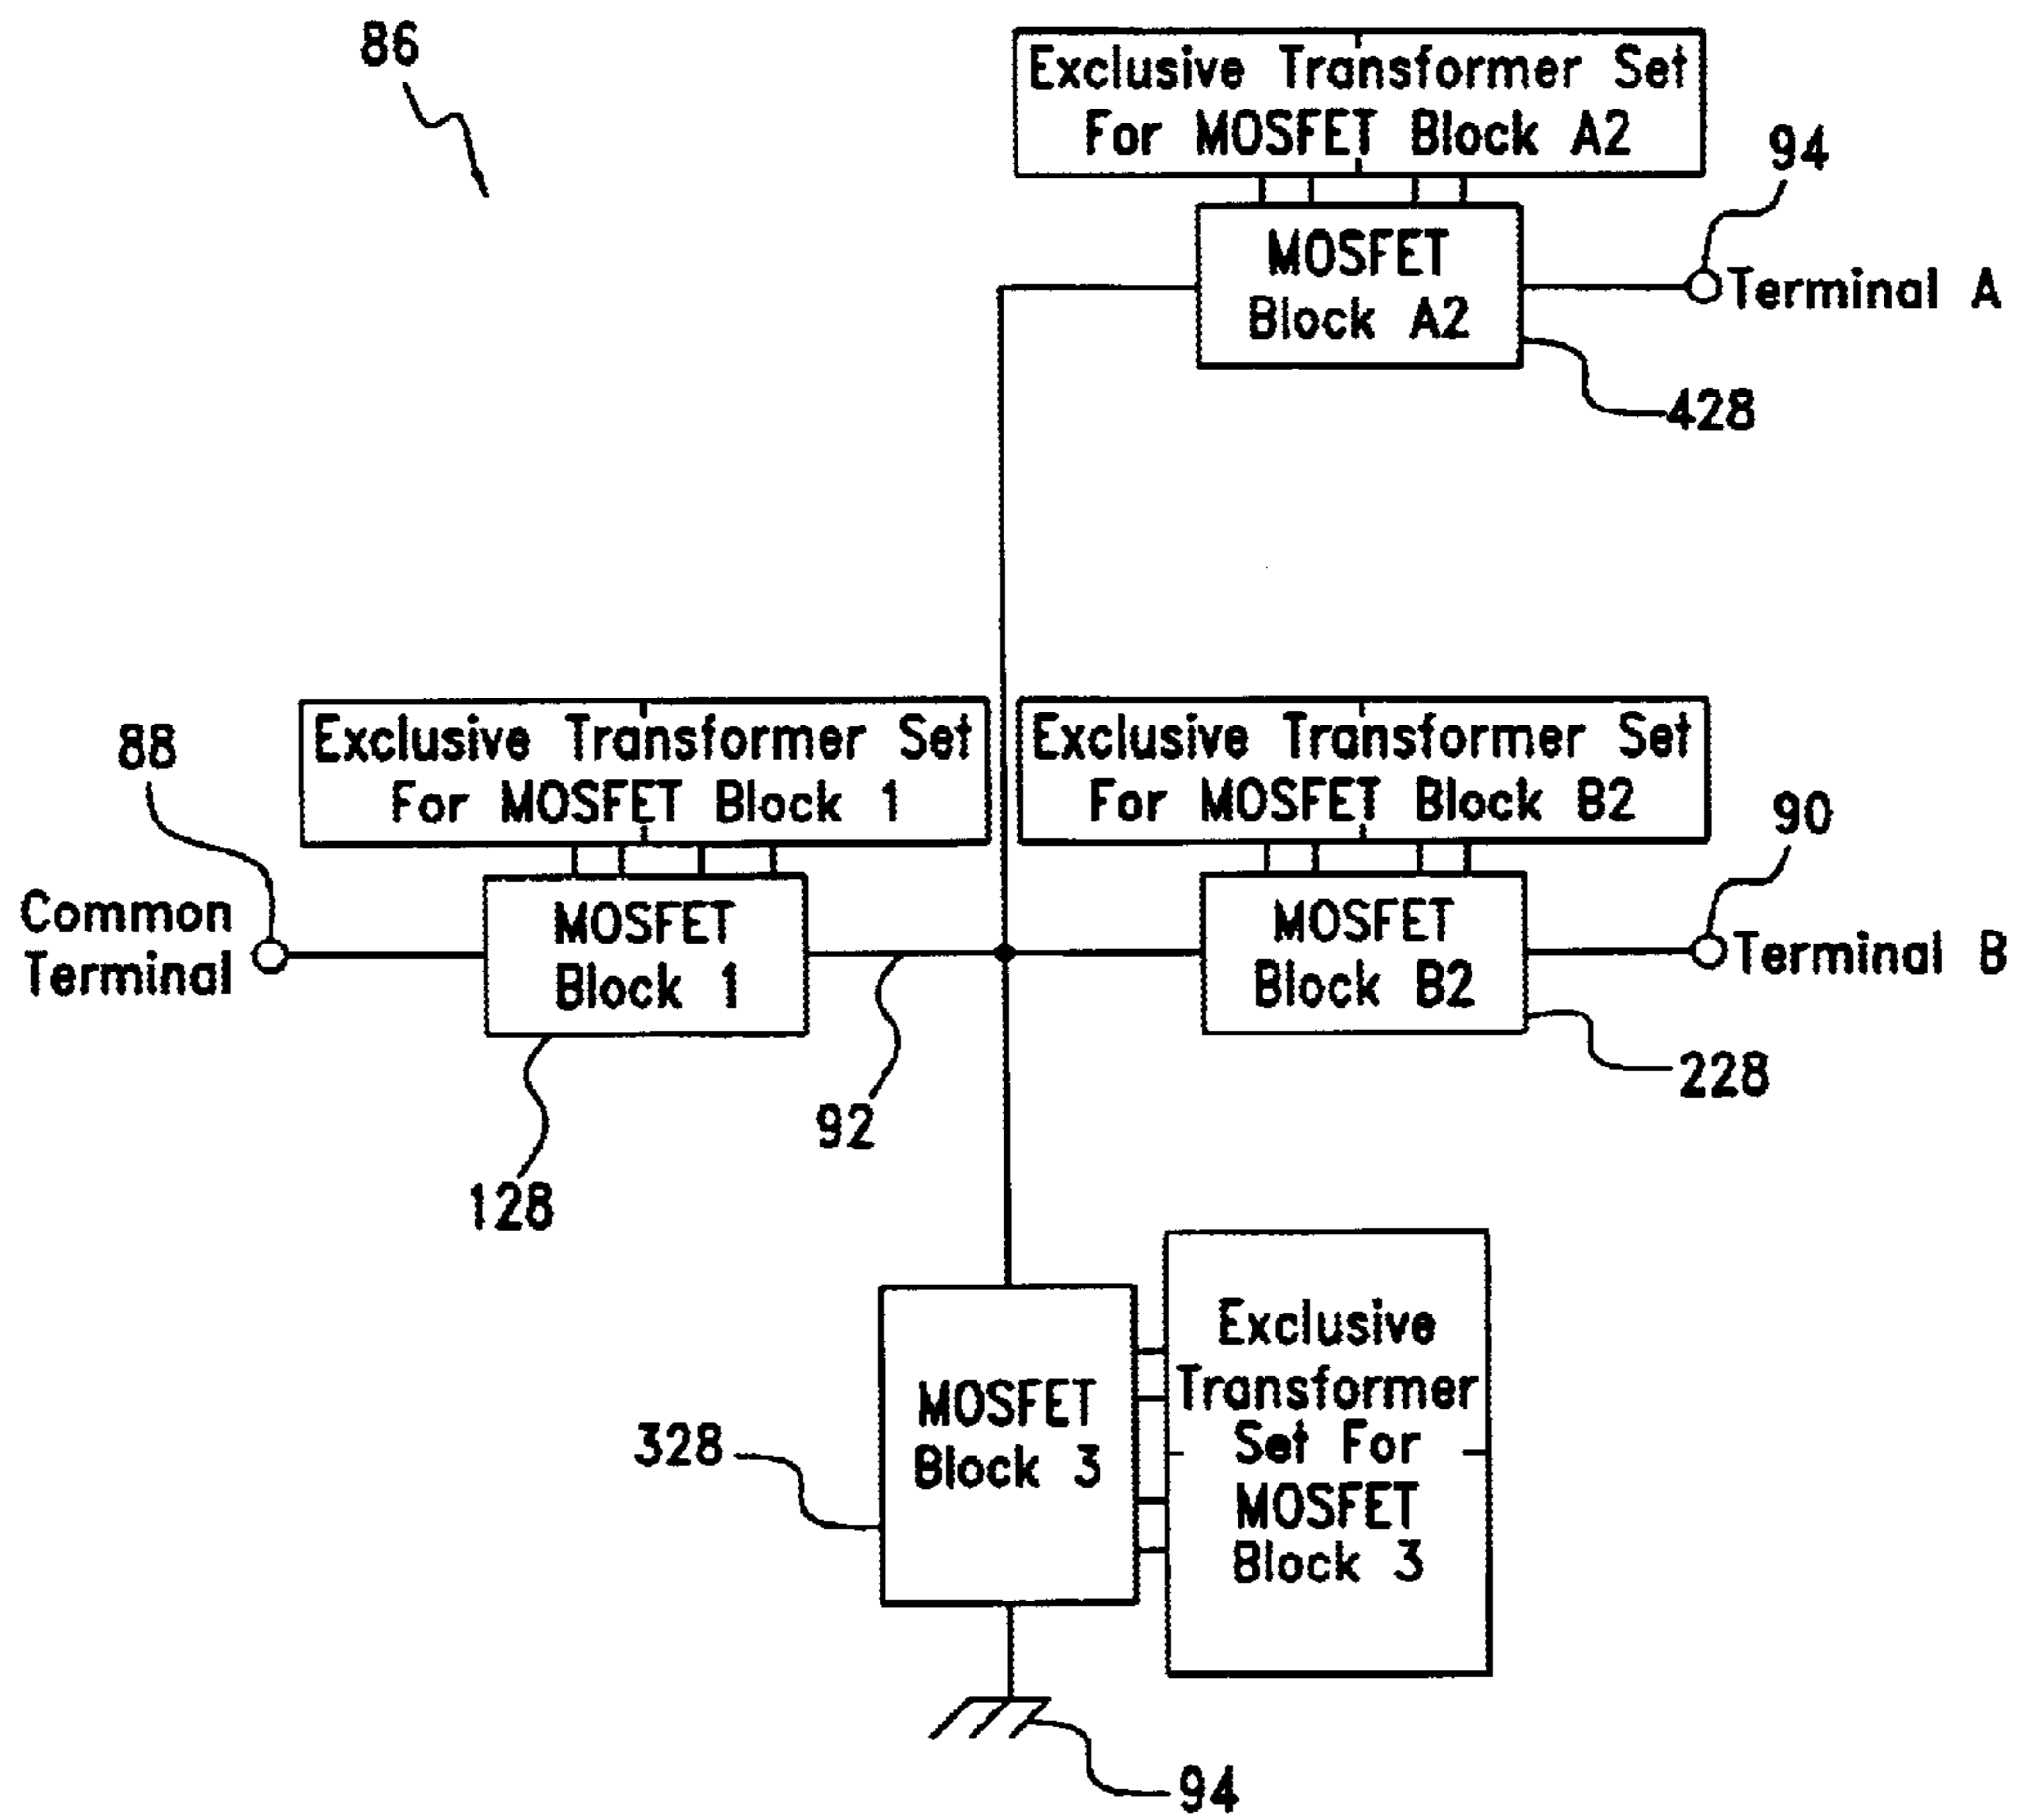 86
Exclusive Transformer Set
For MOSFET Block A2
94
MOSFET
Block A2
Terminal A
428
88
Exclusive Transformer Set
For MOSFET Block 1
Exclusive Transformer Set
For MOSFET Block B2
90
Common
Terminal
MOSFET
Block 1
MOSFET
Block B2
Terminal B
92
228
128
328
MOSFET
Block 3
Exclusive
Transformer
Set For
MOSFET
Block 3
94